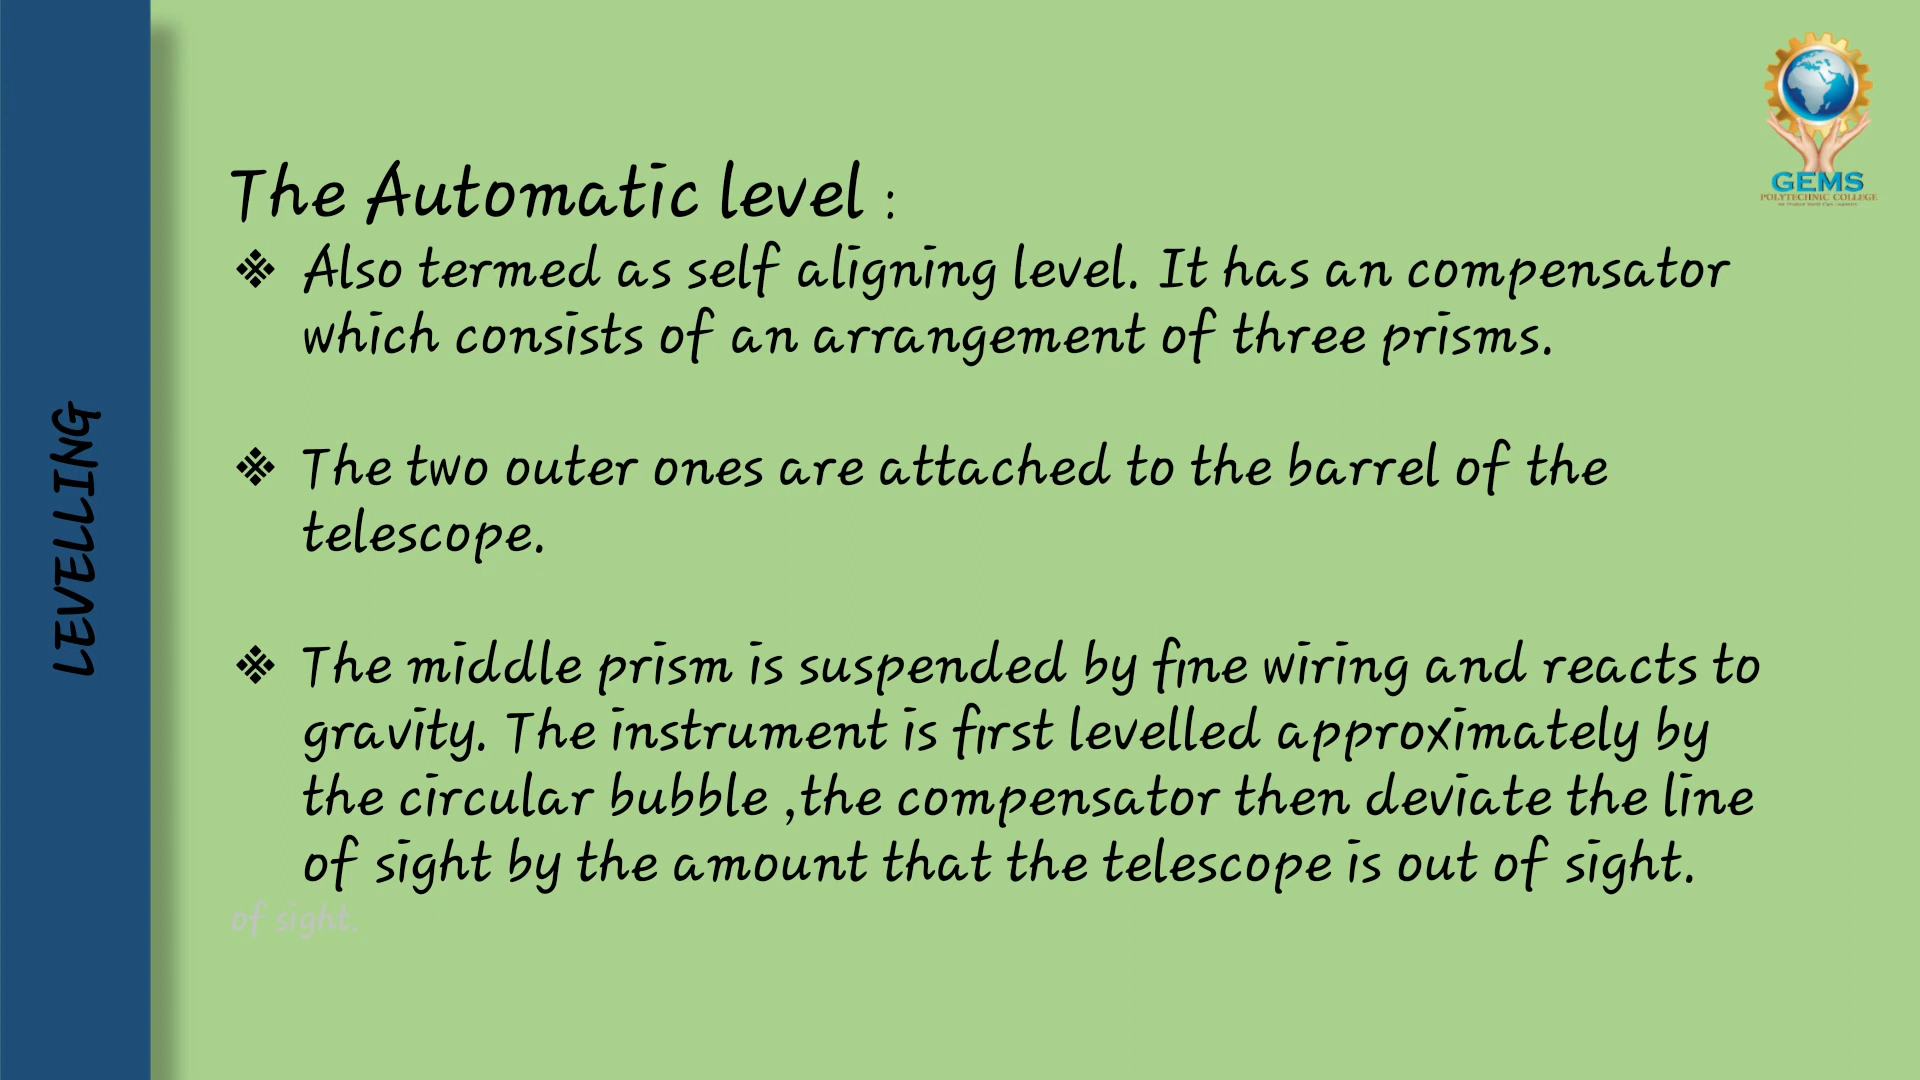 LEVELLING
GEMS
POLYTECHNIC COLLEGE
The Automatic level :
❖ Also termed as self aligning level. It has an compensator
which consists of an arrangement of three prisms.
❖ The two outer ones are attached to the barrel of the
telescope.
❖ The middle prism is suspended by fine wiring and reacts to
gravity. The instrument is first levelled approximately by
the circular bubble ,the compensator then deviate the line
of sight by the amount that the telescope is out of sight.
of sight.